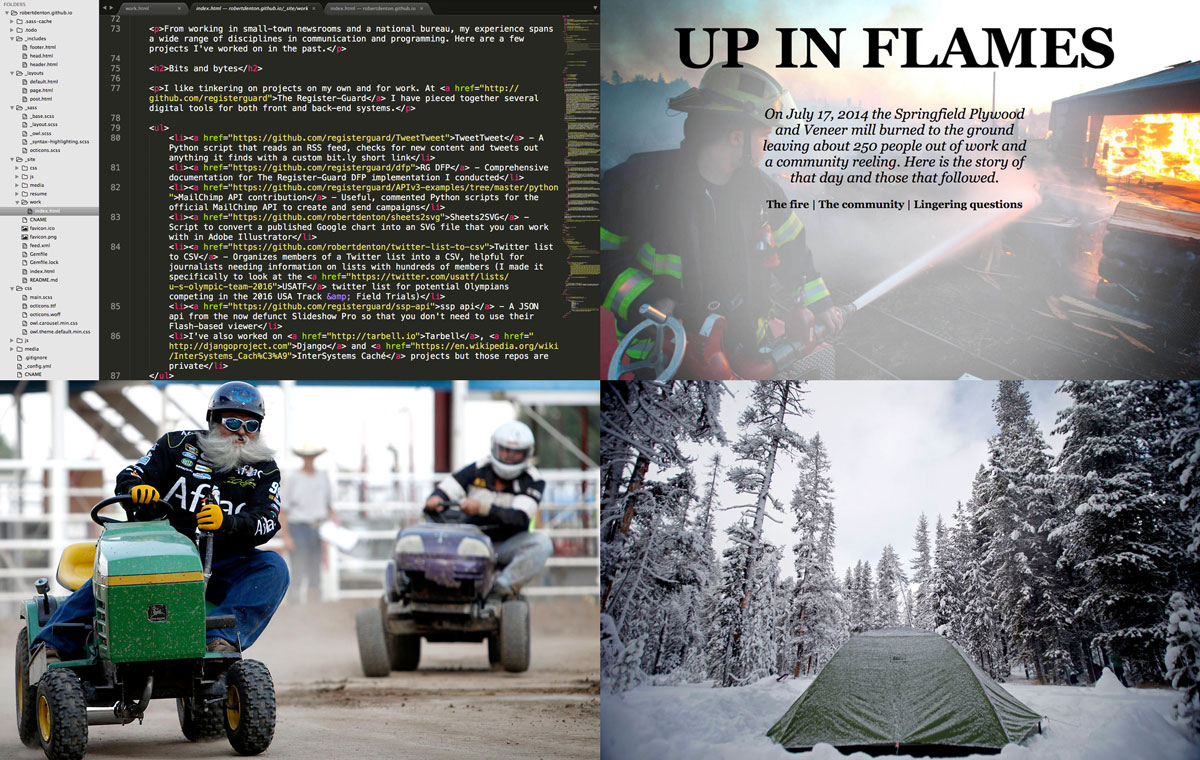 FOLDERS
robertdenton.github.io
.sass-cache
.todo
_includes
footer.html
head.html
header.html
_layouts
default.html
page.html
post.html
_sass
_base.scss
_layout.scss
_owl.scss
_syntax-highlighting.scss
octicons.scss
_site
css
js
media
resume
work
index.html
CNAME
favicon.ico
favicon.png
feed.xml
Gemfile
Gemfile.lock
index.html
README.md
css
main.scss
octicons.ttf
octicons.woff
owl.carousel.min.css
owl.theme.default.min.css
js
media
.gitignore
_config.yml
CNAME
work.html
index.html — robertdenton.github.io/_site/work
index.html — robertdenton.github.io
72
73 <p>From work in small-town newsrooms and a national bureau, my experience spans
a wide range of disciplines in communication and programming. Here are a few
projects I've worked on in the past.</p>
74
75 <h2>Bits and bytes</h2>
76
77 <p>I like tinkering on projects my own and for work. At <a href="http://
github.com/registerguard">The Register-Guard</a> I have pieced together several
digital tools for both front and back-end systems.</p>
78
79 <ul>
80 <li><a href="https://github.com/registerguard/TweetTweet">TweetTweet</a> – A
Python script that reads an RSS feed, checks for new content and tweets out
anything it finds with a custom bit.ly short link</li>
81 <li><a href="https://github.com/registerguard/dfp">RG DFP</a> – Comprehensive
documentation for The Register-Guard DFP implementation I conducted</li>
82 <li><a href="https://github.com/registerguard/APIv3-examples/tree/master/python
">MailChimp API contribution</a> – Useful, commented Python scripts for the
official MailChimp API to create and send campaigns</li>
83 <li><a href="https://github.com/robertdenton/sheets2svg">Sheets2SVG</a> –
Script to convert a published Google chart into an SVG file that you can work
with in Adobe Illustrator</li>
84 <li><a href="https://github.com/robertdenton/twitter-list-to-csv">Twitter list
to CSV</a> – Organizes members of a Twitter list into a CSV, helpful for
journalists needing information on lists with hundreds of members (I made it
specifically to look at the <a href="https://twitter.com/usatf/lists/
u-s-olympic-team-2016">USATF</a> twitter list for potential Olympians
competing in the 2016 USA Track &amp; Field Trials)</li>
85 <li><a href="https://github.com/registerguard/ssp-api">ssp api</a> – A JSON
api from the now defunct Slideshow Pro so that you don't need to use their
Flash-based viewer</li>
86 <li>I've also worked on <a href="http://tarbell.io">Tarbell</a>, <a href="
http://djangoproject.com">Django</a> and <a href="https://en.wikipedia.org/wiki
/InterSystems_Cach%C3%A9">InterSystems Caché</a> projects but those repos are
private</li>
87 </ul>
UP IN FLAMES
On July 17, 2014 the Springfield Plywood
and Veneer mill burned to the ground
leaving about 250 people out of work and
a community reeling. Here is the story of
that day and those that followed.
The fire | The community | Lingering questions
Aflac
Aflac